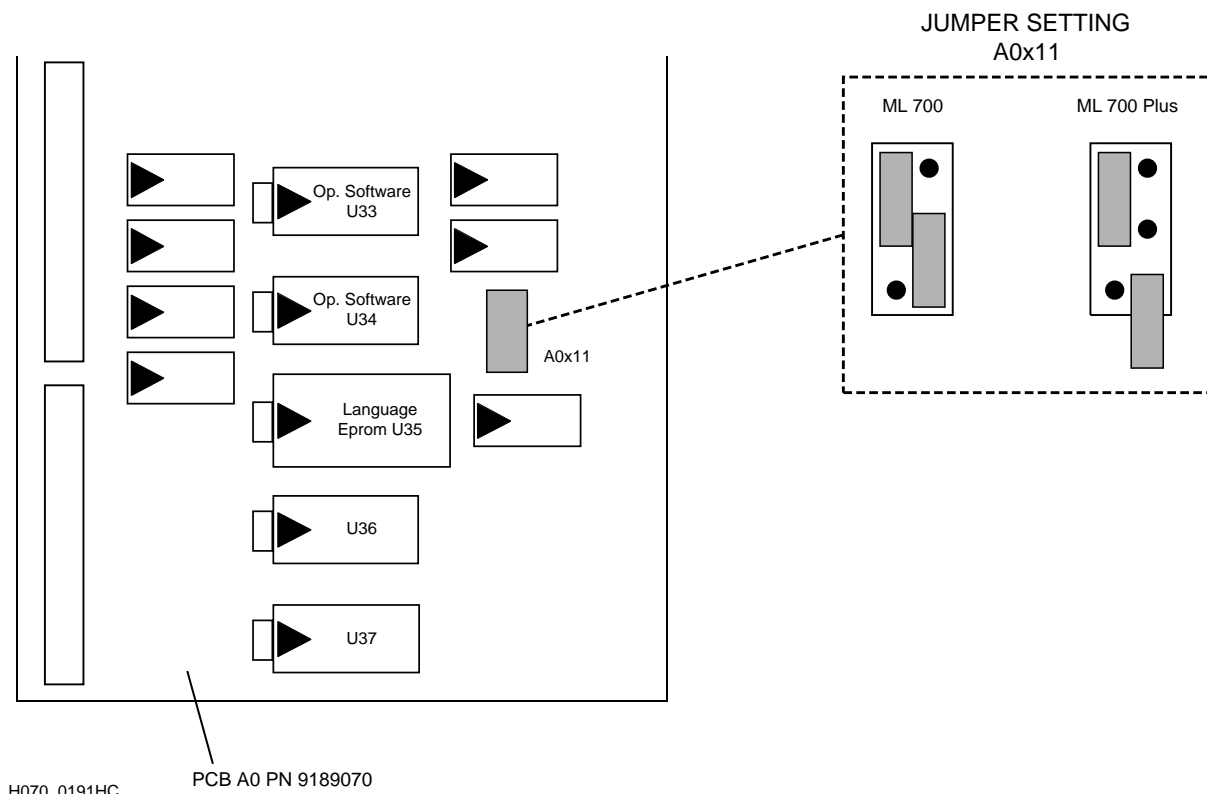 JUMPER SETTING
A0x11
ML 700
ML 700 Plus
Op. Software
U33
Op. Software
U34
A0x11
Language
Eprom U35
U36
U37
PCB A0 PN 9189070
H070_0191HC